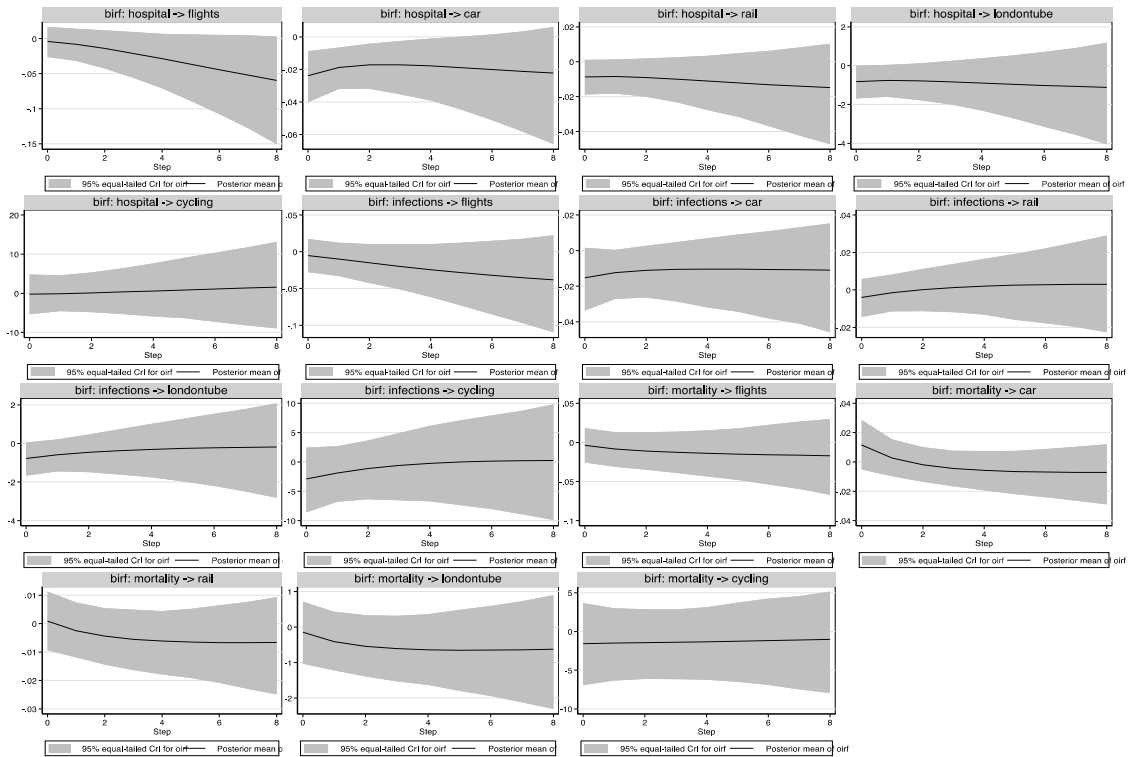 birf: hospital -> flights
0
-.05
-.1
-.15
0 2 4 6 8
Step
95% equal-tailed CrI for oirf Posterior mean of
birf: hospital -> car
0
.02
.04
.06
0 2 4 6 8
Step
95% equal-tailed CrI for oirf Posterior mean of
birf: hospital -> rail
.02
0
.02
.04
0 2 4 6 8
Step
95% equal-tailed CrI for oirf Posterior mean of
birf: hospital -> londontube
2
0
-2
-4
0 2 4 6 8
Step
95% equal-tailed CrI for oirf Posterior mean of oirf
birf: hospital -> cycling
20
10
0
-10
0 2 4 6 8
Step
95% equal-tailed CrI for oirf Posterior mean of
birf: infections -> flights
.05
0
-.05
-.1
0 2 4 6 8
Step
95% equal-tailed CrI for oirf Posterior mean of
birf: infections -> car
.02
0
.02
.04
0 2 4 6 8
Step
95% equal-tailed CrI for oirf Posterior mean of
birf: infections -> rail
.04
.02
0
.02
0 2 4 6 8
Step
95% equal-tailed CrI for oirf Posterior mean of oirf
birf: infections -> londontube
2
0
-2
-4
0 2 4 6 8
Step
95% equal-tailed CrI for oirf Posterior mean of
birf: infections -> cycling
10
5
0
-5
-10
0 2 4 6 8
Step
95% equal-tailed CrI for oirf Posterior mean of
birf: mortality -> flights
.05
0
-.05
-.1
0 2 4 6 8
Step
95% equal-tailed CrI for oirf Posterior mean of
birf: mortality -> car
.04
.02
0
.02
.04
0 2 4 6 8
Step
95% equal-tailed CrI for oirf Posterior mean of oirf
birf: mortality -> rail
.01
0
-.01
-.02
-.03
0 2 4 6 8
Step
95% equal-tailed CrI for oirf Posterior mean of
birf: mortality -> londontube
1
0
-1
-2
0 2 4 6 8
Step
95% equal-tailed CrI for oirf Posterior mean of
birf: mortality -> cycling
5
0
-5
-10
0 2 4 6 8
Step
95% equal-tailed CrI for oirf Posterior mean of oirf